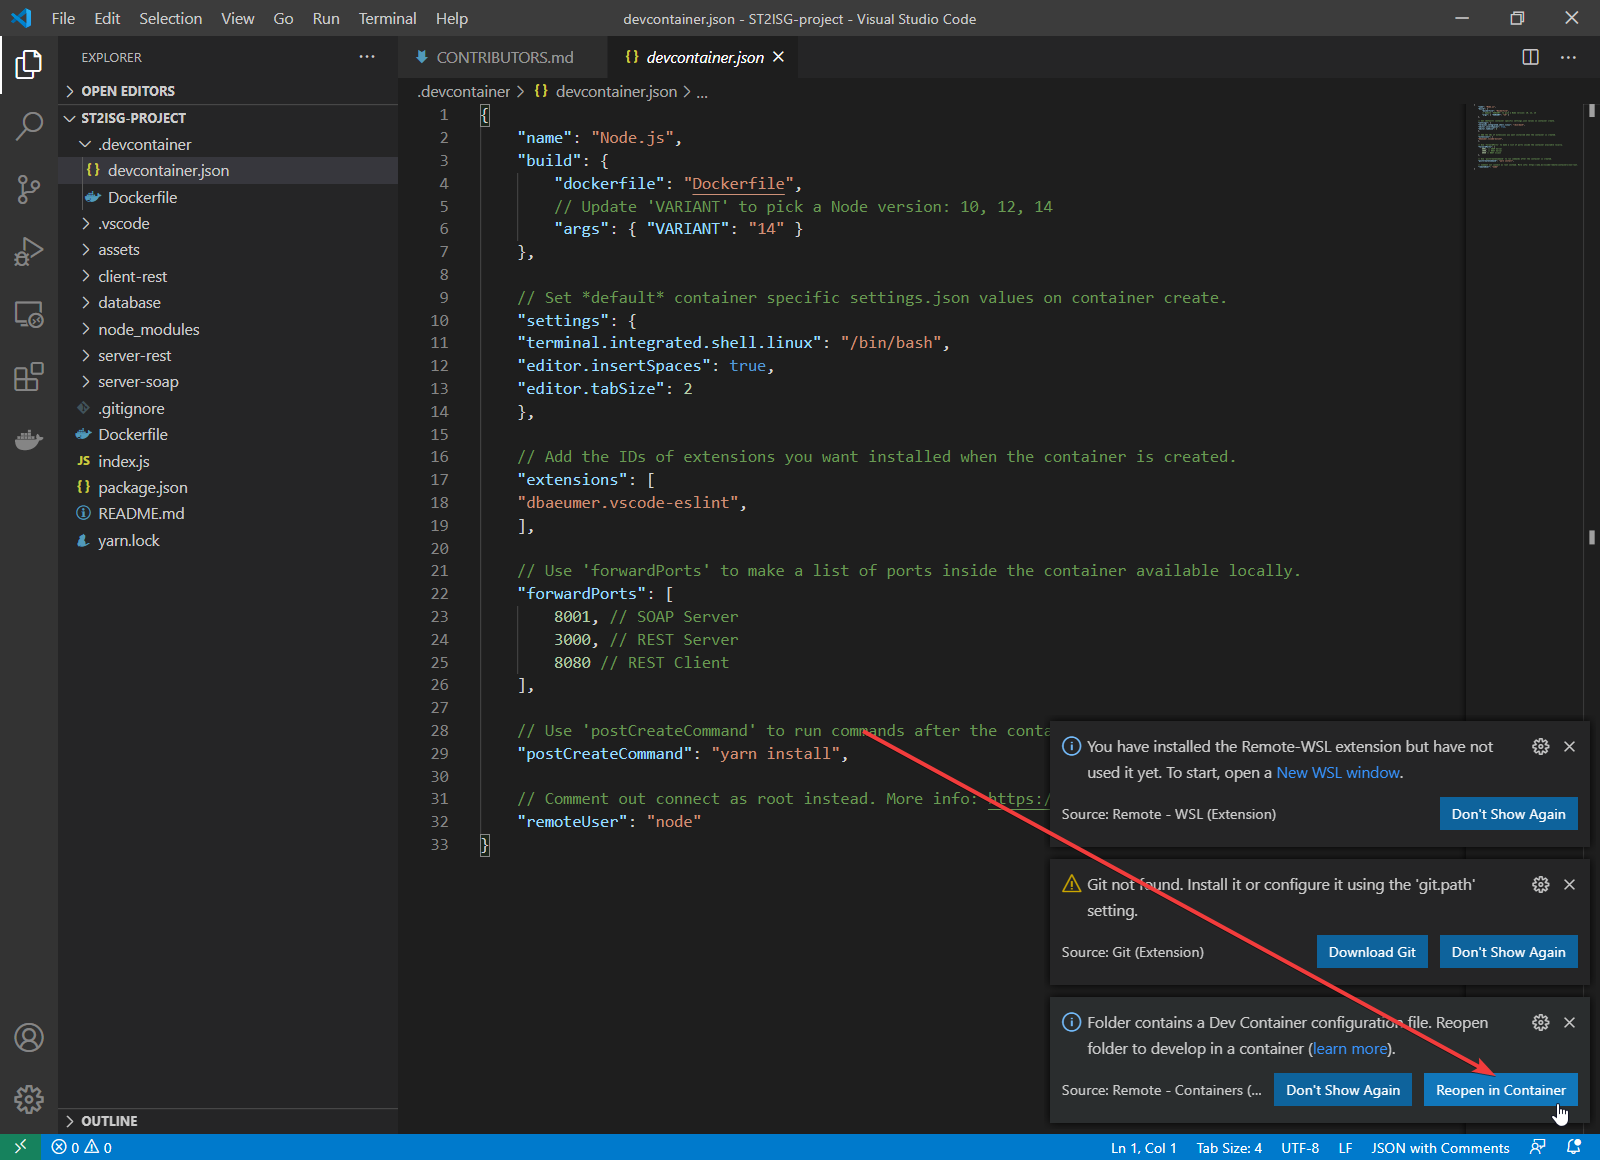 File Edit Selection View Go Run Terminal Help
devcontainer.json - ST2ISG-project - Visual Studio Code
EXPLORER
OPEN EDITORS
ST2ISG-PROJECT
.devcontainer
{} devcontainer.json
Dockerfile
.vscode
assets
client-rest
database
node_modules
server-rest
server-soap
.gitignore
Dockerfile
JS index.js
{} package.json
README.md
yarn.lock
OUTLINE
CONTRIBUTORS.md
{} devcontainer.json
.devcontainer > {} devcontainer.json > ...
1 {
2 "name": "Node.js",
3 "build": {
4 "dockerfile": "Dockerfile",
5 // Update 'VARIANT' to pick a Node version: 10, 12, 14
6 "args": { "VARIANT": "14" }
7 },
8
9 // Set *default* container specific settings.json values on container create.
10 "settings": {
11 "terminal.integrated.shell.linux": "/bin/bash",
12 "editor.insertSpaces": true,
13 "editor.tabSize": 2
14 },
15
16 // Add the IDs of extensions you want installed when the container is created.
17 "extensions": [
18 "dbaeumer.vscode-eslint",
19 ],
20
21 // Use 'forwardPorts' to make a list of ports inside the container available locally.
22 "forwardPorts": [
23 8001, // SOAP Server
24 3000, // REST Server
25 8080 // REST Client
26 ],
27
28 // Use 'postCreateCommand' to run commands after the conta
29 "postCreateCommand": "yarn install",
30
31 // Comment out connect as root instead. More info: https:/
32 "remoteUser": "node"
33 }
You have installed the Remote-WSL extension but have not
used it yet. To start, open a New WSL window.
Source: Remote - WSL (Extension)
Don't Show Again
Git not found. Install it or configure it using the 'git.path'
setting.
Source: Git (Extension)
Download Git
Don't Show Again
Folder contains a Dev Container configuration file. Reopen
folder to develop in a container (learn more).
Source: Remote - Containers (...
Don't Show Again
Reopen in Container
0 0
Ln 1, Col 1 Tab Size: 4 UTF-8 LF JSON with Comments